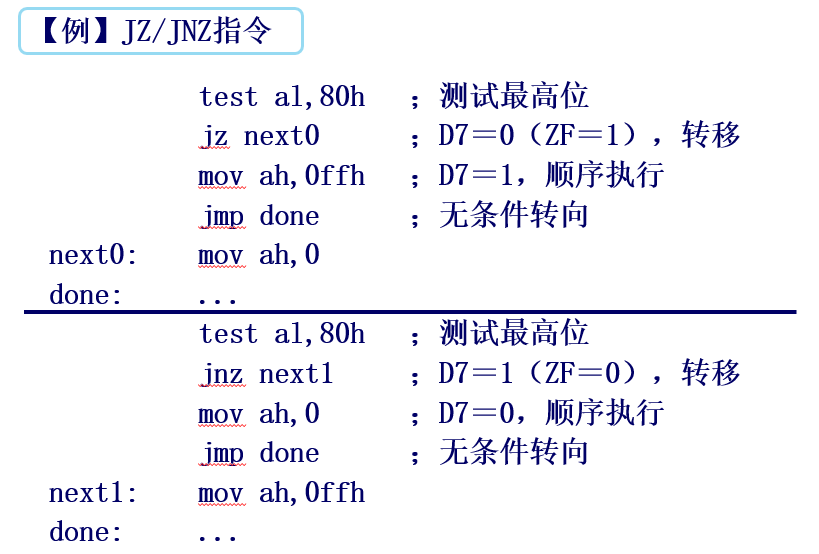 【例】JZ/JNZ指令
test al,80h ；测试最高位
jz next0 ；D7＝0（ZF＝1），转移
mov ah,0ffh ；D7＝1，顺序执行
jmp done ；无条件转向
next0: mov ah,0
done: ...
test al,80h ；测试最高位
jnz next1 ；D7＝1（ZF＝0），转移
mov ah,0 ；D7＝0，顺序执行
jmp done ；无条件转向
next1: mov ah,0ffh
done: ...